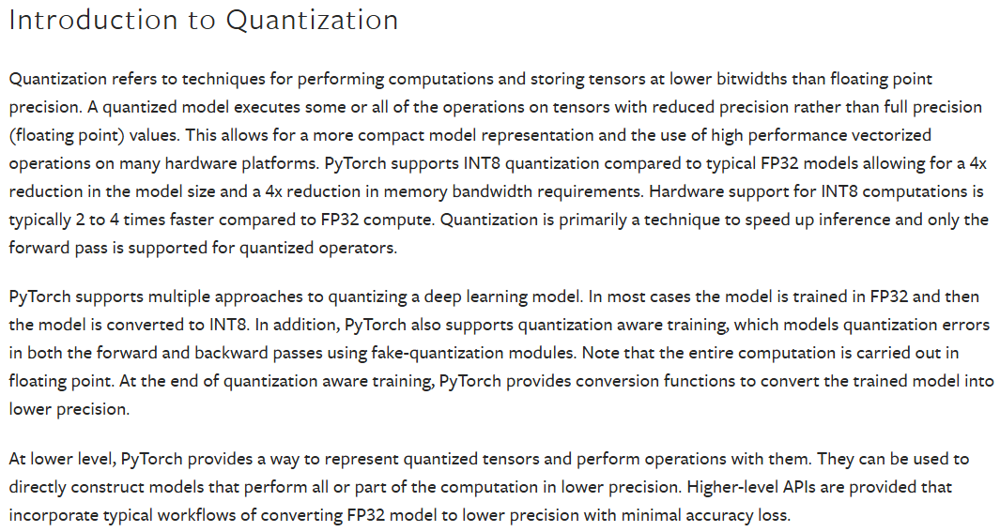 Introduction to Quantization
Quantization refers to techniques for performing computations and storing tensors at lower bitwidths than floating point
precision. A quantized model executes some or all of the operations on tensors with reduced precision rather than full precision
(floating point) values. This allows for a more compact model representation and the use of high performance vectorized
operations on many hardware platforms. PyTorch supports INT8 quantization compared to typical FP32 models allowing for a 4x
reduction in the model size and a 4x reduction in memory bandwidth requirements. Hardware support for INT8 computations is
typically 2 to 4 times faster compared to FP32 compute. Quantization is primarily a technique to speed up inference and only the
forward pass is supported for quantized operators.
PyTorch supports multiple approaches to quantizing a deep learning model. In most cases the model is trained in FP32 and then
the model is converted to INT8. In addition, PyTorch also supports quantization aware training, which models quantization errors
in both the forward and backward passes using fake-quantization modules. Note that the entire computation is carried out in
floating point. At the end of quantization aware training, PyTorch provides conversion functions to convert the trained model into
lower precision.
At lower level, PyTorch provides a way to represent quantized tensors and perform operations with them. They can be used to
directly construct models that perform all or part of the computation in lower precision. Higher-level APIs are provided that
incorporate typical workflows of converting FP32 model to lower precision with minimal accuracy loss.